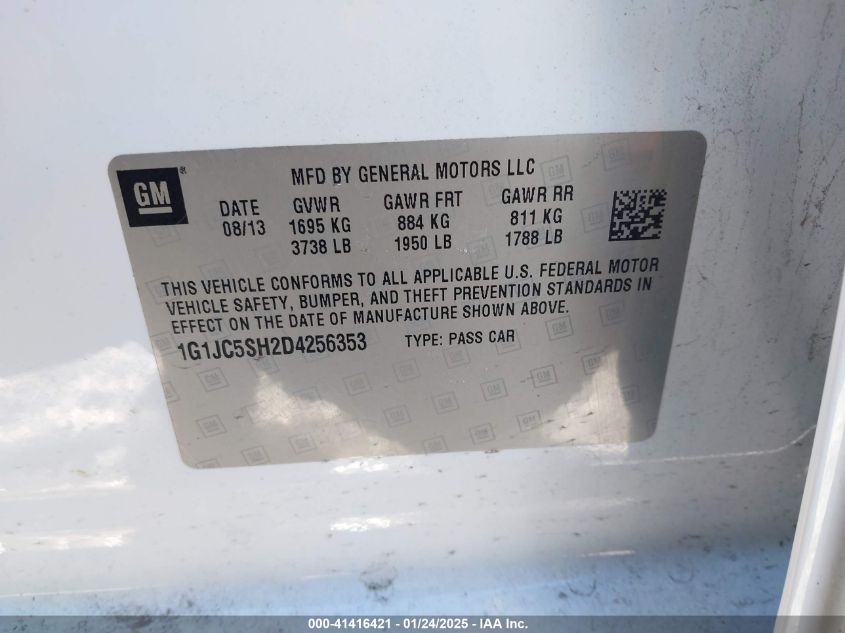 GM
MFD BY GENERAL MOTORS LLC
DATE GVWR GAWR FRT GAWR RR
08/13 1695 KG 884 KG 811 KG
3738 LB 1950 LB 1788 LB
THIS VEHICLE CONFORMS TO ALL APPLICABLE U.S. FEDERAL MOTOR
VEHICLE SAFETY, BUMPER, AND THEFT PREVENTION STANDARDS IN
EFFECT ON THE DATE OF MANUFACTURE SHOWN ABOVE.
1G1JC5SH2D4256353 TYPE: PASS CAR
000-41416421 - 01/24/2025 - IAAI.com